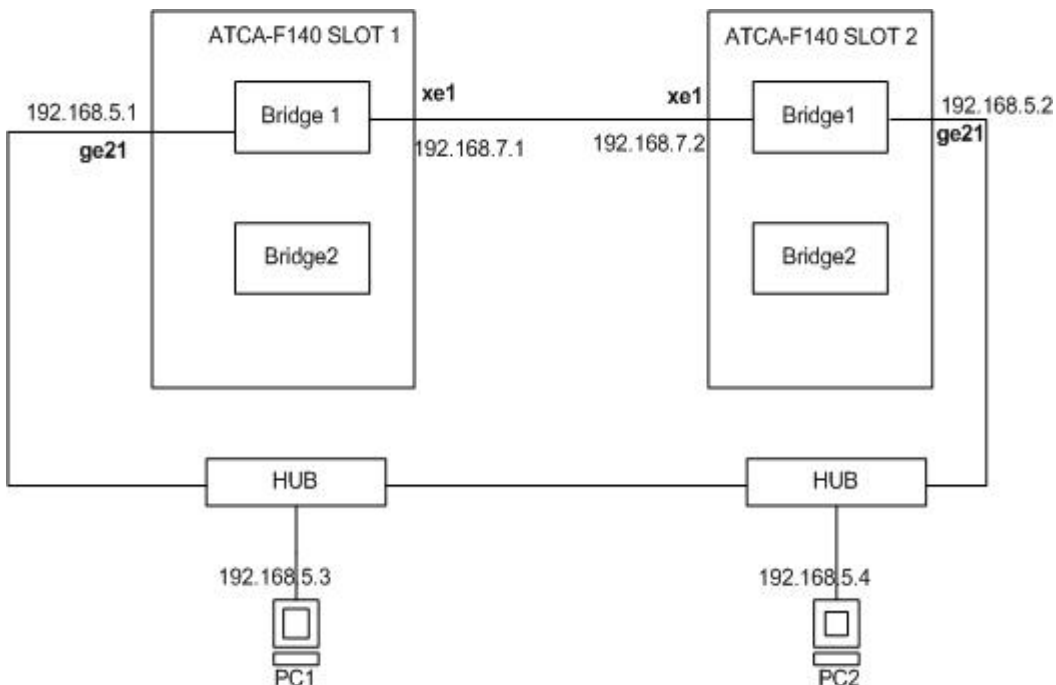 ATCA-F140 SLOT 1
ATCA-F140 SLOT 2
192.168.5.1
ge21
Bridge 1
xe1
192.168.7.1
xe1
192.168.7.2
Bridge1
192.168.5.2
ge21
Bridge2
Bridge2
HUB
HUB
192.168.5.3
192.168.5.4
PC1
PC2